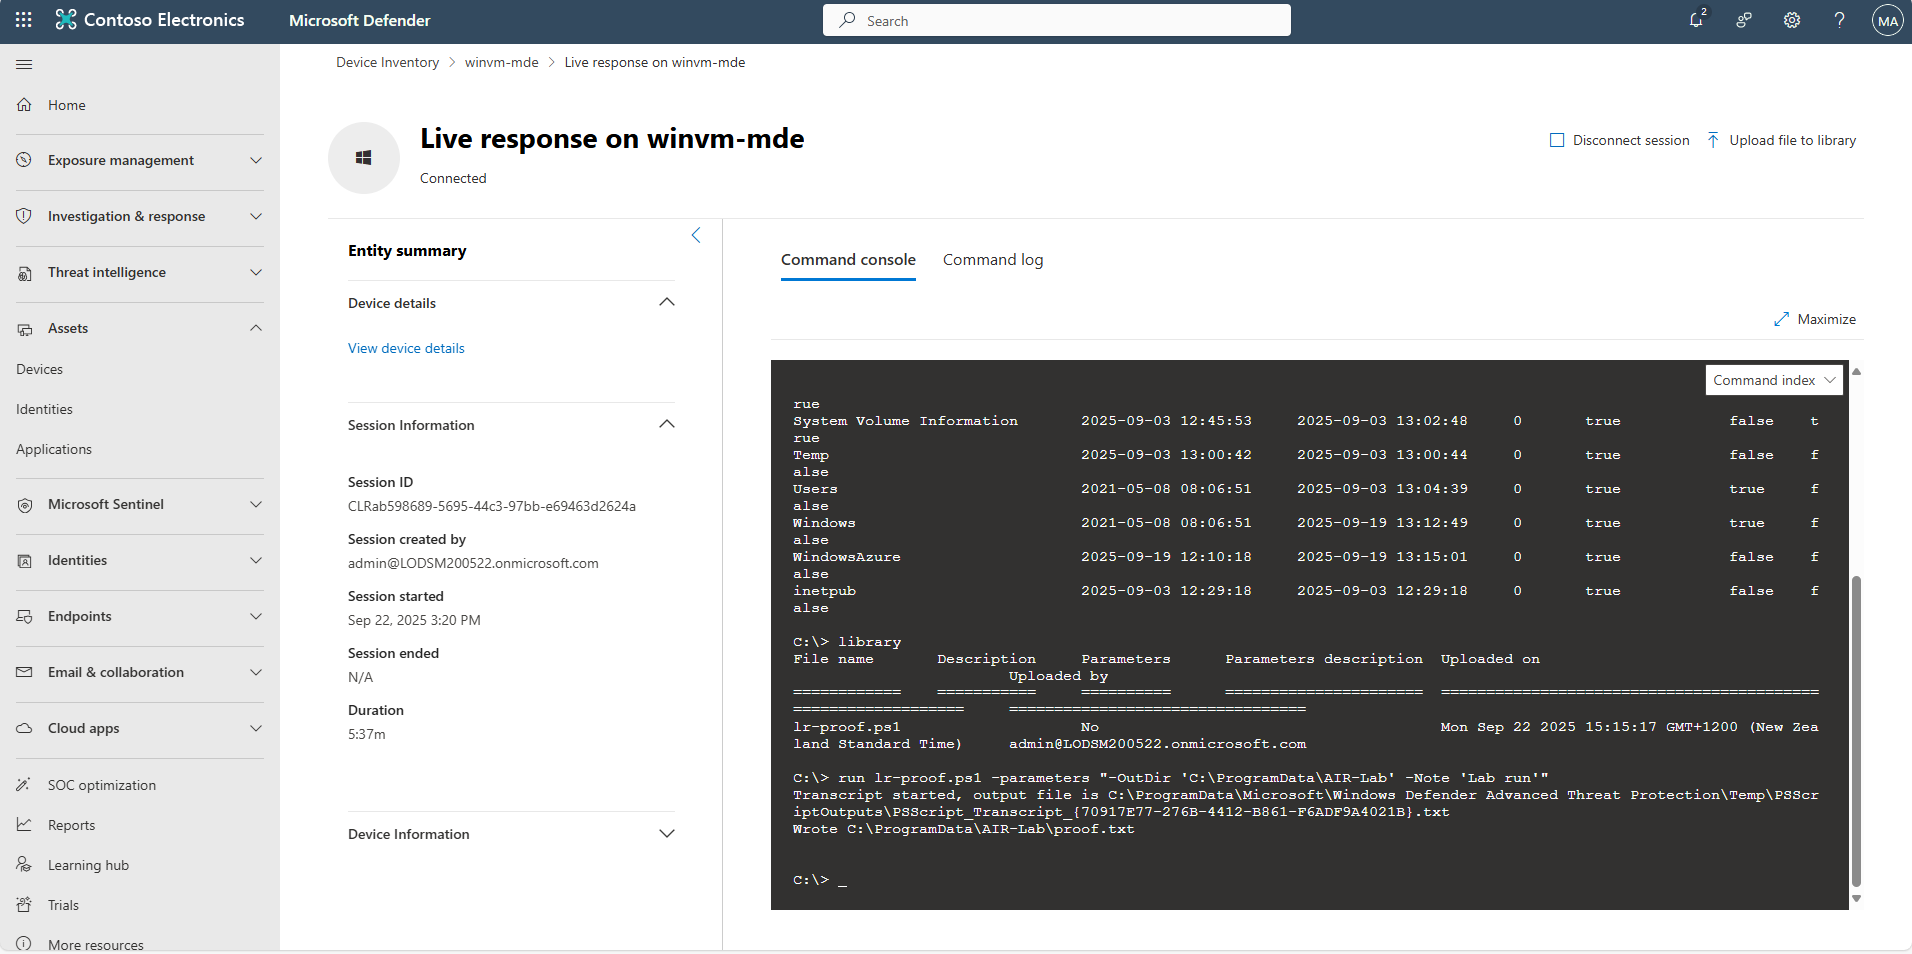 Contoso Electronics Microsoft Defender Search 2 MA
Device Inventory > winvm-mde > Live response on winvm-mde
Home
Exposure management
Investigation & response
Threat intelligence
Assets
Devices
Identities
Applications
Microsoft Sentinel
Identities
Endpoints
Email & collaboration
Cloud apps
SOC optimization
Reports
Learning hub
Trials
More resources
Live response on winvm-mde
Connected
Disconnect session Upload file to library
Entity summary
Device details
View device details
Session Information
Session ID
CLRab598689-5695-44c3-97bb-e69463d2624a
Session created by
admin@LODSM200522.onmicrosoft.com
Session started
Sep 22, 2025 3:20 PM
Session ended
N/A
Duration
5:37m
Device Information
Command console Command log
Maximize
Command index
rue
System Volume Information 2025-09-03 12:45:53 2025-09-03 13:02:48 0 true false t
rue
Temp 2025-09-03 13:00:42 2025-09-03 13:00:44 0 true false f
alse
Users 2021-05-08 08:06:51 2025-09-03 13:04:39 0 true true f
alse
Windows 2021-05-08 08:06:51 2025-09-19 13:12:49 0 true true f
alse
WindowsAzure 2025-09-19 12:10:18 2025-09-19 13:15:01 0 true false f
alse
inetpub 2025-09-03 12:29:18 2025-09-03 12:29:18 0 true false f
alse
C:\> library
File name Description Parameters Parameters description Uploaded on
Uploaded by
============ =========== ========== ====================== ==========================================
=================== =================================
lr-proof.ps1 No Mon Sep 22 2025 15:15:17 GMT+1200 (New Zea
land Standard Time) admin@LODSM200522.onmicrosoft.com
C:\> run lr-proof.ps1 -parameters "-OutDir 'C:\ProgramData\AIR-Lab' -Note 'Lab run'"
Transcript started, output file is C:\ProgramData\Microsoft\Windows Defender Advanced Threat Protection\Temp\PSScr
iptOutputs\PSScript_Transcript_{70917E77-276B-4412-B861-F6ADF9A4021B}.txt
Wrote C:\ProgramData\AIR-Lab\proof.txt
C:\> _